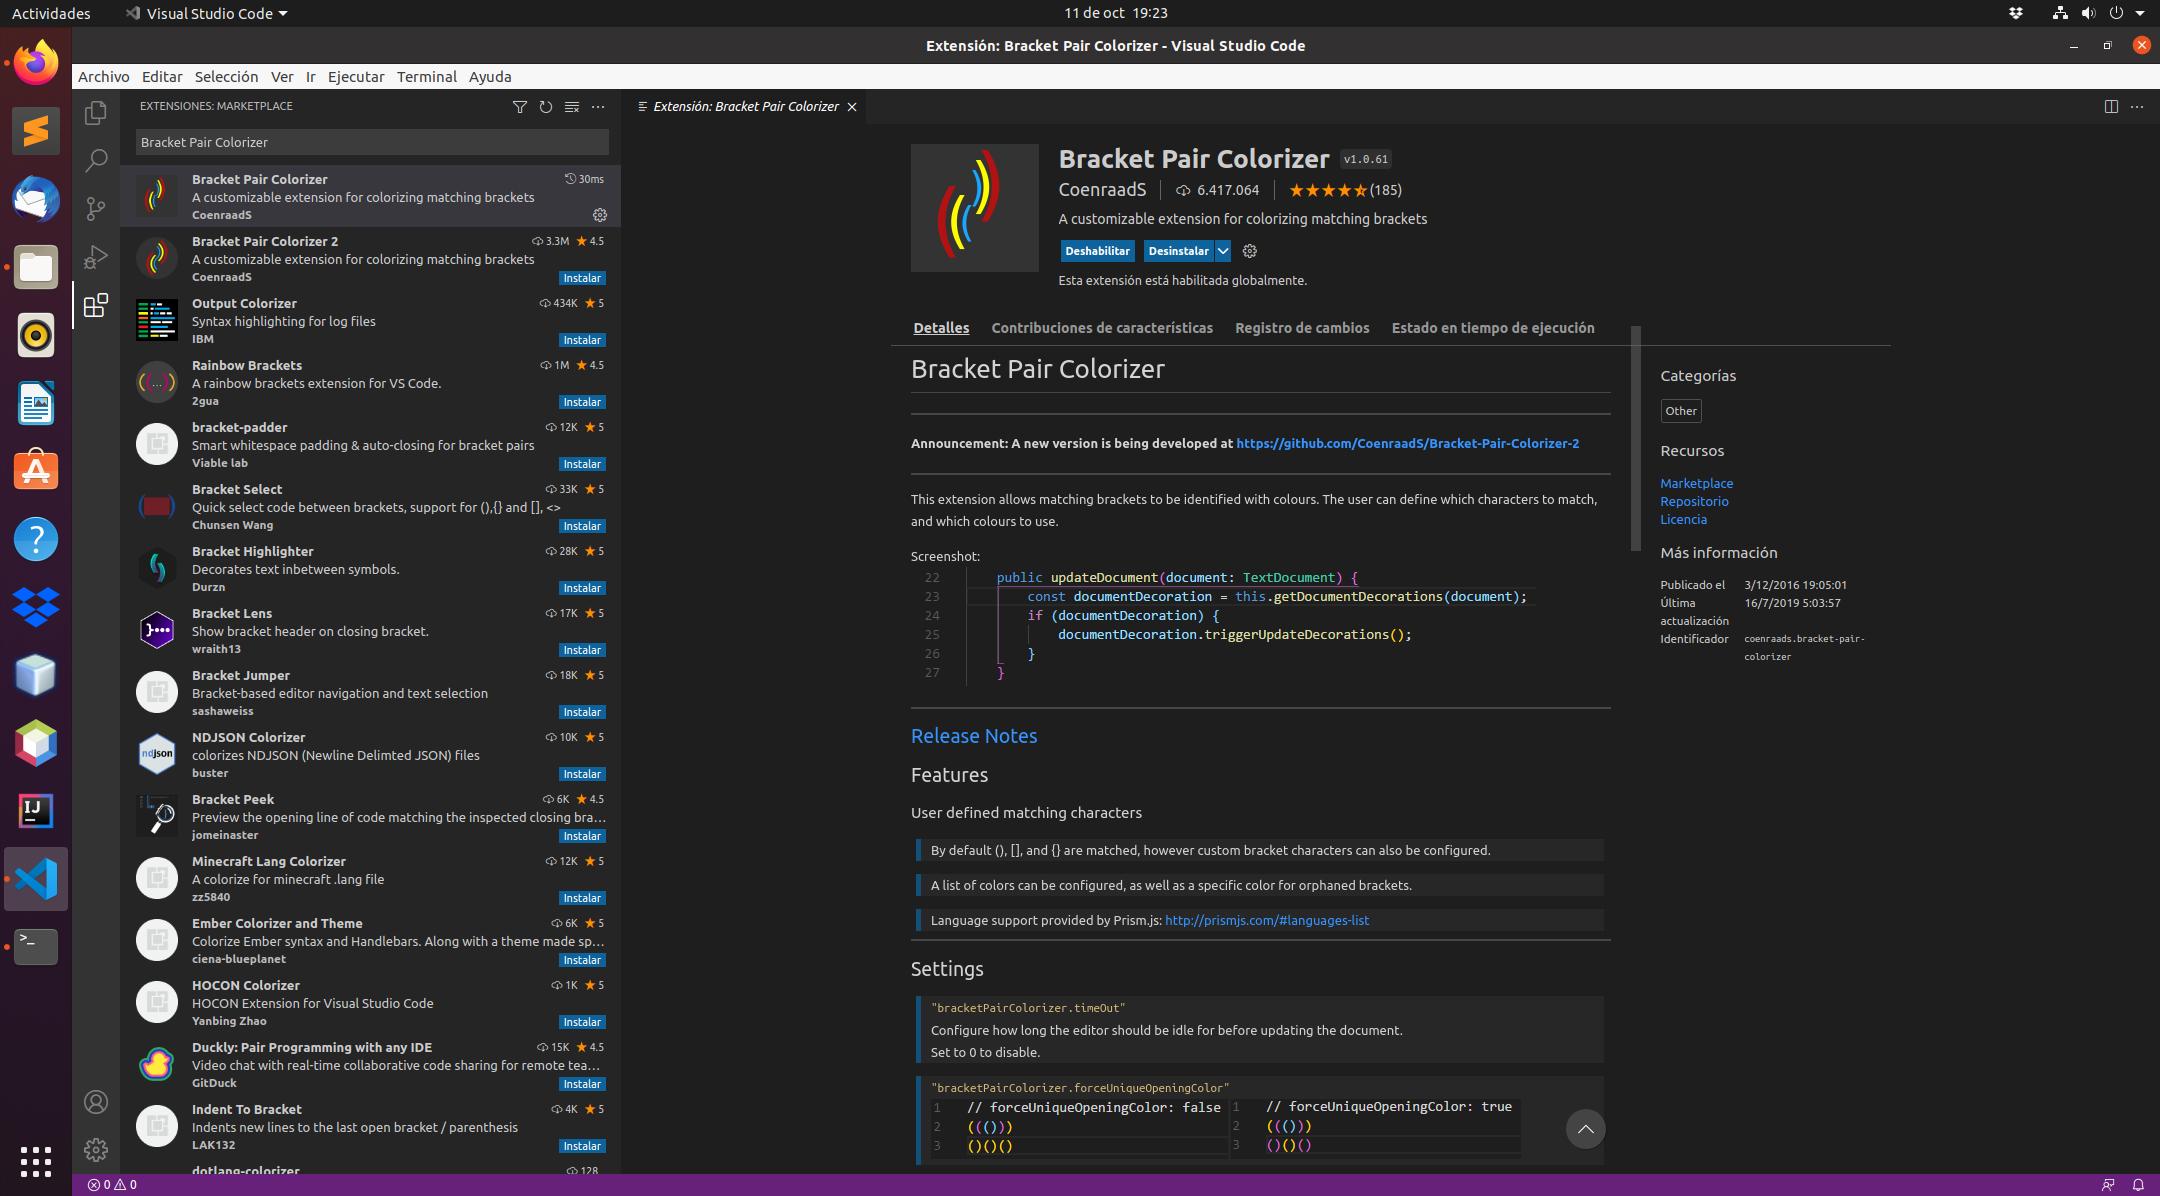 Actividades
Visual Studio Code
11 de oct 19:23
Extensión: Bracket Pair Colorizer - Visual Studio Code
Archivo Editar Selección Ver Ir Ejecutar Terminal Ayuda
EXTENSIONES: MARKETPLACE
Bracket Pair Colorizer
Bracket Pair Colorizer 30ms
A customizable extension for colorizing matching brackets
CoenraadS
Bracket Pair Colorizer 2 3.3M 4.5
A customizable extension for colorizing matching brackets
CoenraadS Instalar
Output Colorizer 434K 5
Syntax highlighting for log files
IBM Instalar
Rainbow Brackets 1M 4.5
A rainbow brackets extension for VS Code.
2gua Instalar
bracket-padder 12K 5
Smart whitespace padding & auto-closing for bracket pairs
Viable lab Instalar
Bracket Select 33K 5
Quick select code between brackets, support for (),{} and [], <>
Chunsen Wang Instalar
Bracket Highlighter 28K 5
Decorates text inbetween symbols.
Durzn Instalar
Bracket Lens 17K 5
Show bracket header on closing bracket.
wraith13 Instalar
Bracket Jumper 18K 5
Bracket-based editor navigation and text selection
sashaweiss Instalar
ndjson
NDJSON Colorizer 10K 5
colorizes NDJSON (Newline Delimted JSON) files
buster Instalar
Bracket Peek 6K 4.5
Preview the opening line of code matching the inspected closing bra…
jomeinaster Instalar
Minecraft Lang Colorizer 12K 5
A colorize for minecraft .lang file
zz5840 Instalar
Ember Colorizer and Theme 6K 5
Colorize Ember syntax and Handlebars. Along with a theme made sp…
ciena-blueplanet Instalar
HOCON Colorizer 1K 5
HOCON Extension for Visual Studio Code
Yanbing Zhao Instalar
Duckly: Pair Programming with any IDE 15K 4.5
Video chat with real-time collaborative code sharing for remote tea…
GitDuck Instalar
Indent To Bracket 4K 5
Indents new lines to the last open bracket / parenthesis
LAK132 Instalar
dotlang-colorizer 128
Extensión: Bracket Pair Colorizer
Bracket Pair Colorizer v1.0.61
CoenraadS 6.417.064 (185)
A customizable extension for colorizing matching brackets
Deshabilitar Desinstalar
Esta extensión está habilitada globalmente.
Detalles Contribuciones de características Registro de cambios Estado en tiempo de ejecución
Bracket Pair Colorizer
Announcement: A new version is being developed at https://github.com/CoenraadS/Bracket-Pair-Colorizer-2
This extension allows matching brackets to be identified with colours. The user can define which characters to match,
and which colours to use.
Screenshot:
22 public updateDocument(document: TextDocument) {
23 const documentDecoration = this.getDocumentDecorations(document);
24 if (documentDecoration) {
25 documentDecoration.triggerUpdateDecorations();
26 }
27 }
Release Notes
Features
User defined matching characters
By default (), [], and {} are matched, however custom bracket characters can also be configured.
A list of colors can be configured, as well as a specific color for orphaned brackets.
Language support provided by Prism.js: http://prismjs.com/#languages-list
Settings
"bracketPairColorizer.timeOut"
Configure how long the editor should be idle for before updating the document.
Set to 0 to disable.
"bracketPairColorizer.forceUniqueOpeningColor"
1 // forceUniqueOpeningColor: false
2 ((()))
3 ()()()
1 // forceUniqueOpeningColor: true
2 ((()))
3 ()()()
Categorías
Other
Recursos
Marketplace
Repositorio
Licencia
Más información
Publicado el 3/12/2016 19:05:01
Última 16/7/2019 5:03:57
actualización
Identificador coenraads.bracket-pair-
colorizer
IJ
0 0